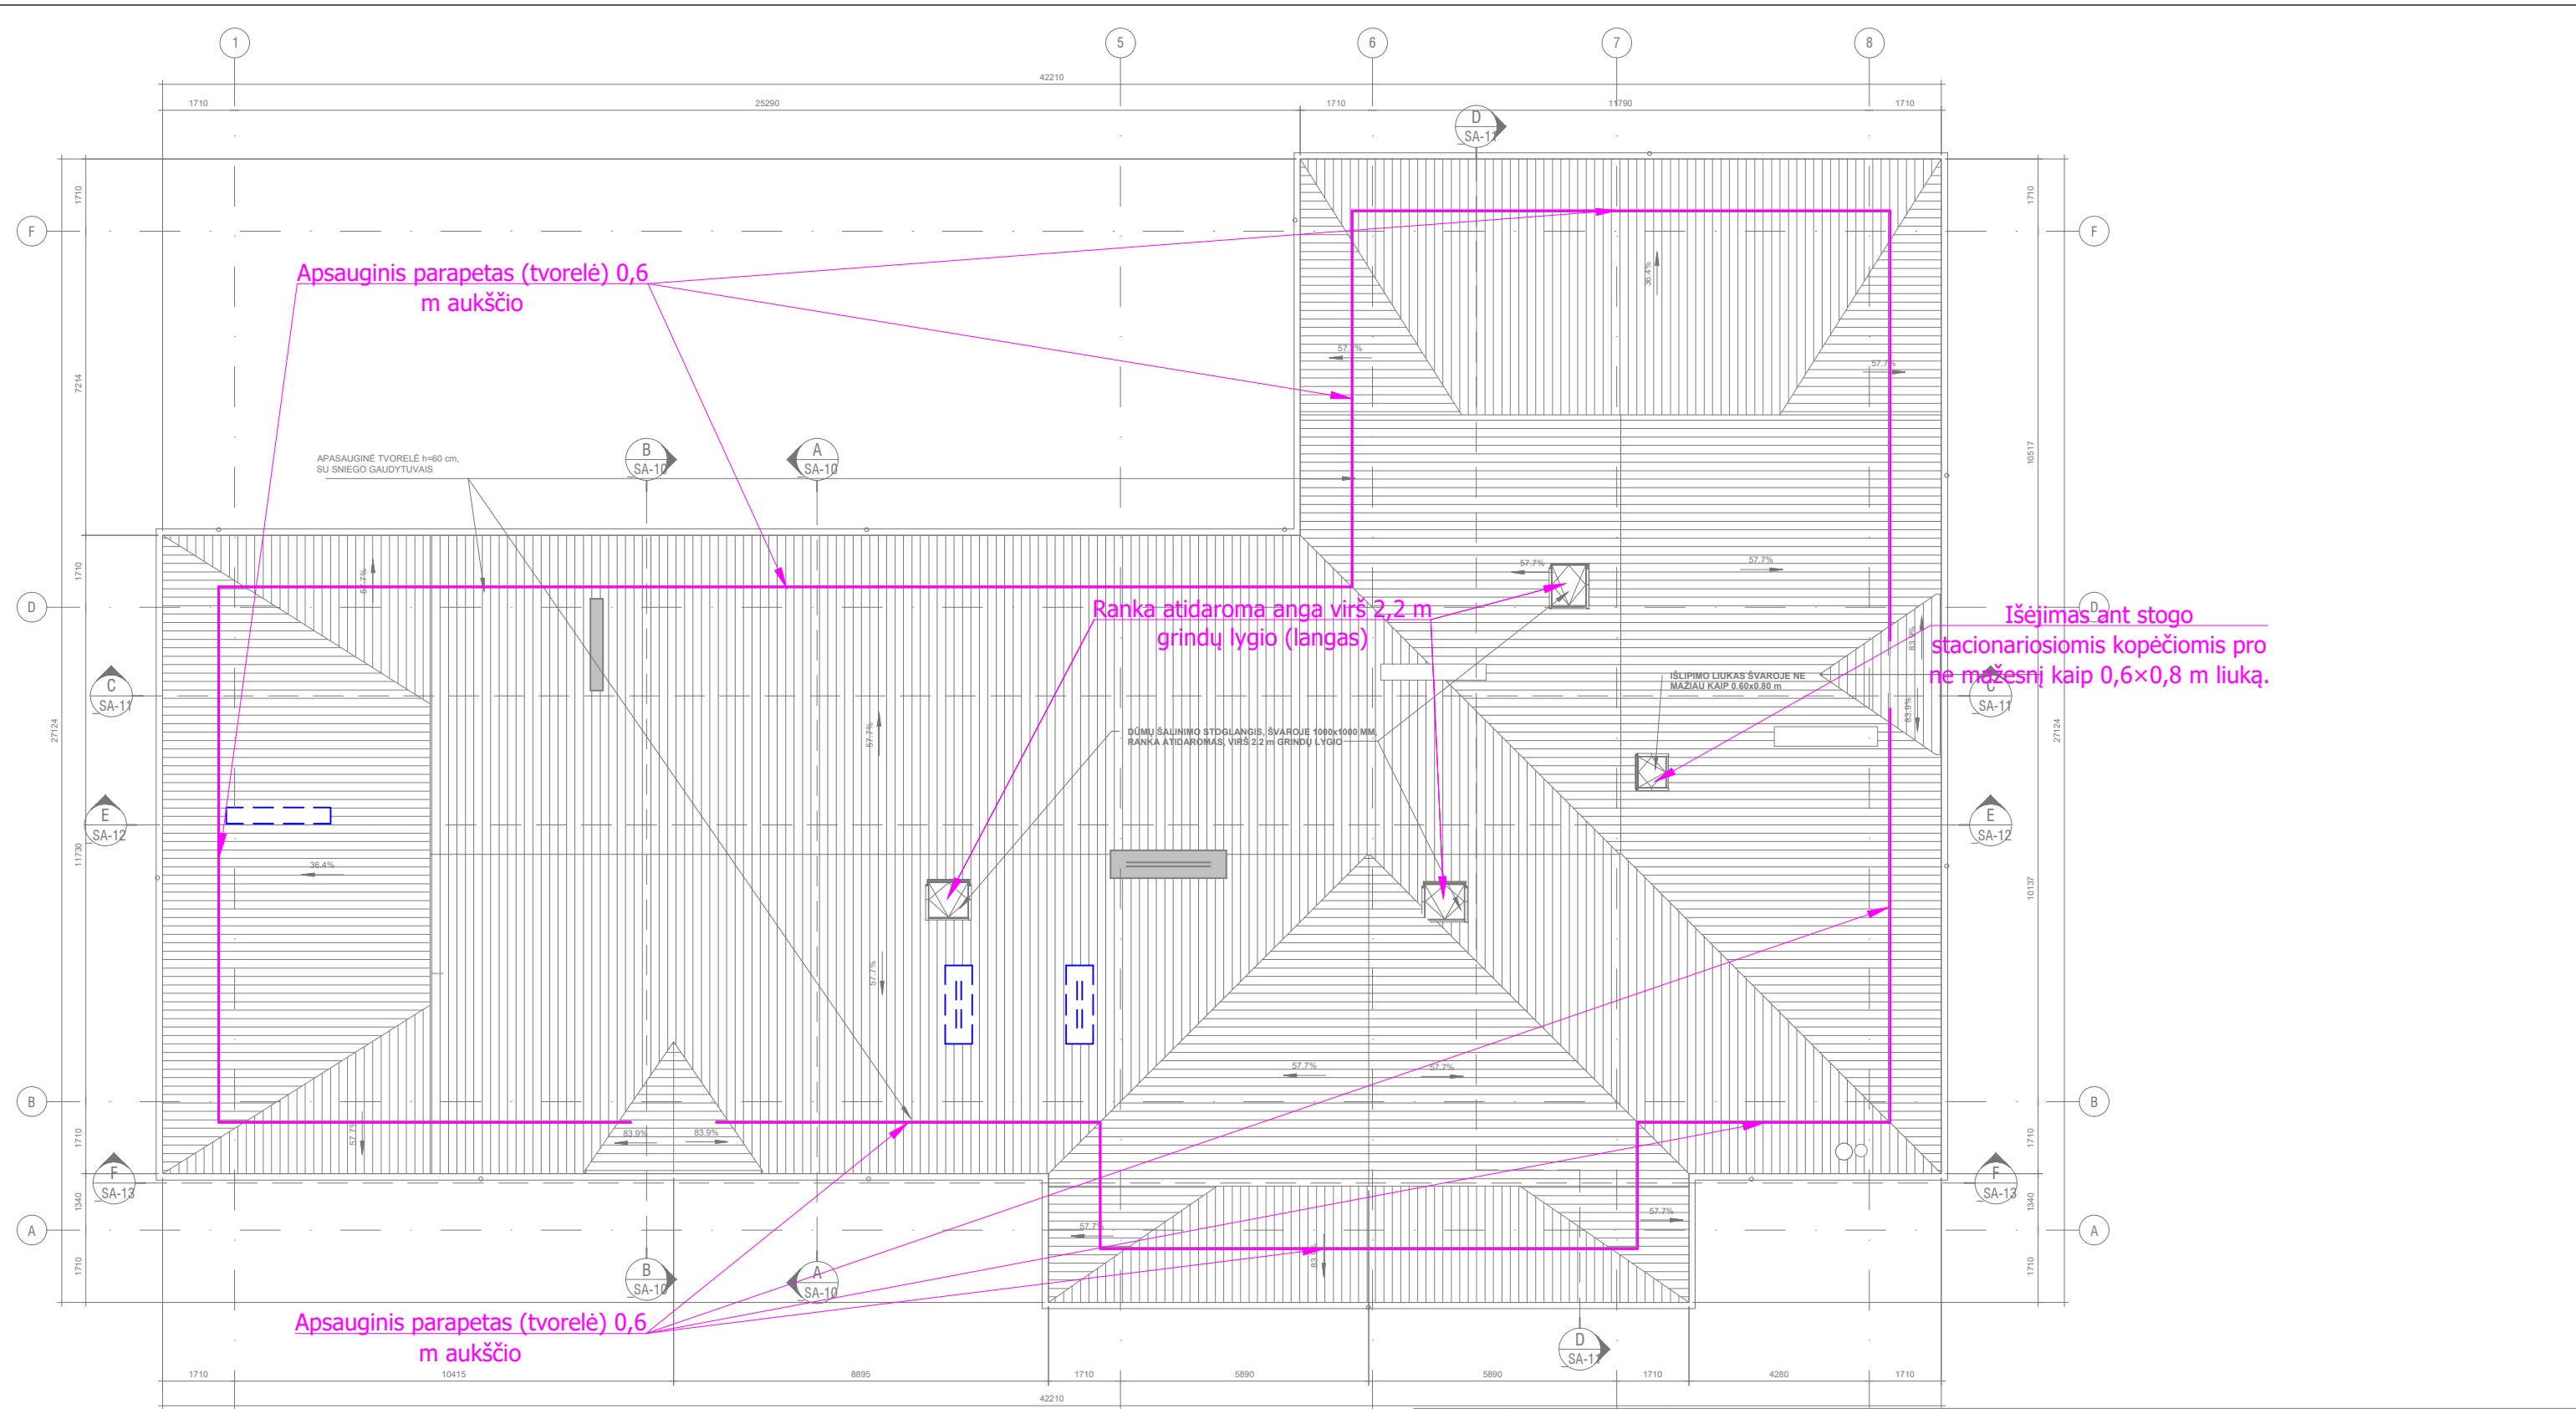 1
5
6
7
8
42210
1710
25290
1710
11790
1710
D
SA-11
1710
1710
F
F
Apsauginis parapetas (tvorelė) 0,6
m aukščio
36.4%
57.7%
57.7%
7214
10517
APASAUGINĖ TVORELĖ h=60 cm,
SU SNIEGO GAUDYTUVAIS
B
SA-10
A
SA-10
1710
57.7%
57.7%
57.7%
D
D
Ranka atidaroma anga virš 2,2 m
grindų lygio (langas)
Išėjimas ant stogo
stacionariosiomis kopėčiomis pro
ne mažesnį kaip 0,6×0,8 m liuką.
83.9%
C
SA-11
C
SA-11
IŠLIPIMO LIUKAS ŠVAROJE NE
MAŽIAU KAIP 0.60x0.80 m
83.9%
27124
27124
57.7%
DŪMŲ ŠALINIMO STOGLANGIS, ŠVAROJE 1000x1000 MM,
RANKA ATIDAROMAS, VIRŠ 2.2 m GRINDŲ LYGIO
E
SA-12
E
SA-12
11730
36.4%
10137
57.7%
57.7%
57.7%
B
B
57.7%
83.9%
83.9%
1710
1710
F
SA-13
F
SA-13
1340
1340
57.7%
57.7%
A
A
83.9%
1710
1710
B
SA-10
A
SA-10
Apsauginis parapetas (tvorelė) 0,6
m aukščio
D
SA-11
1710
10415
8895
1710
5890
5890
1710
4280
1710
42210